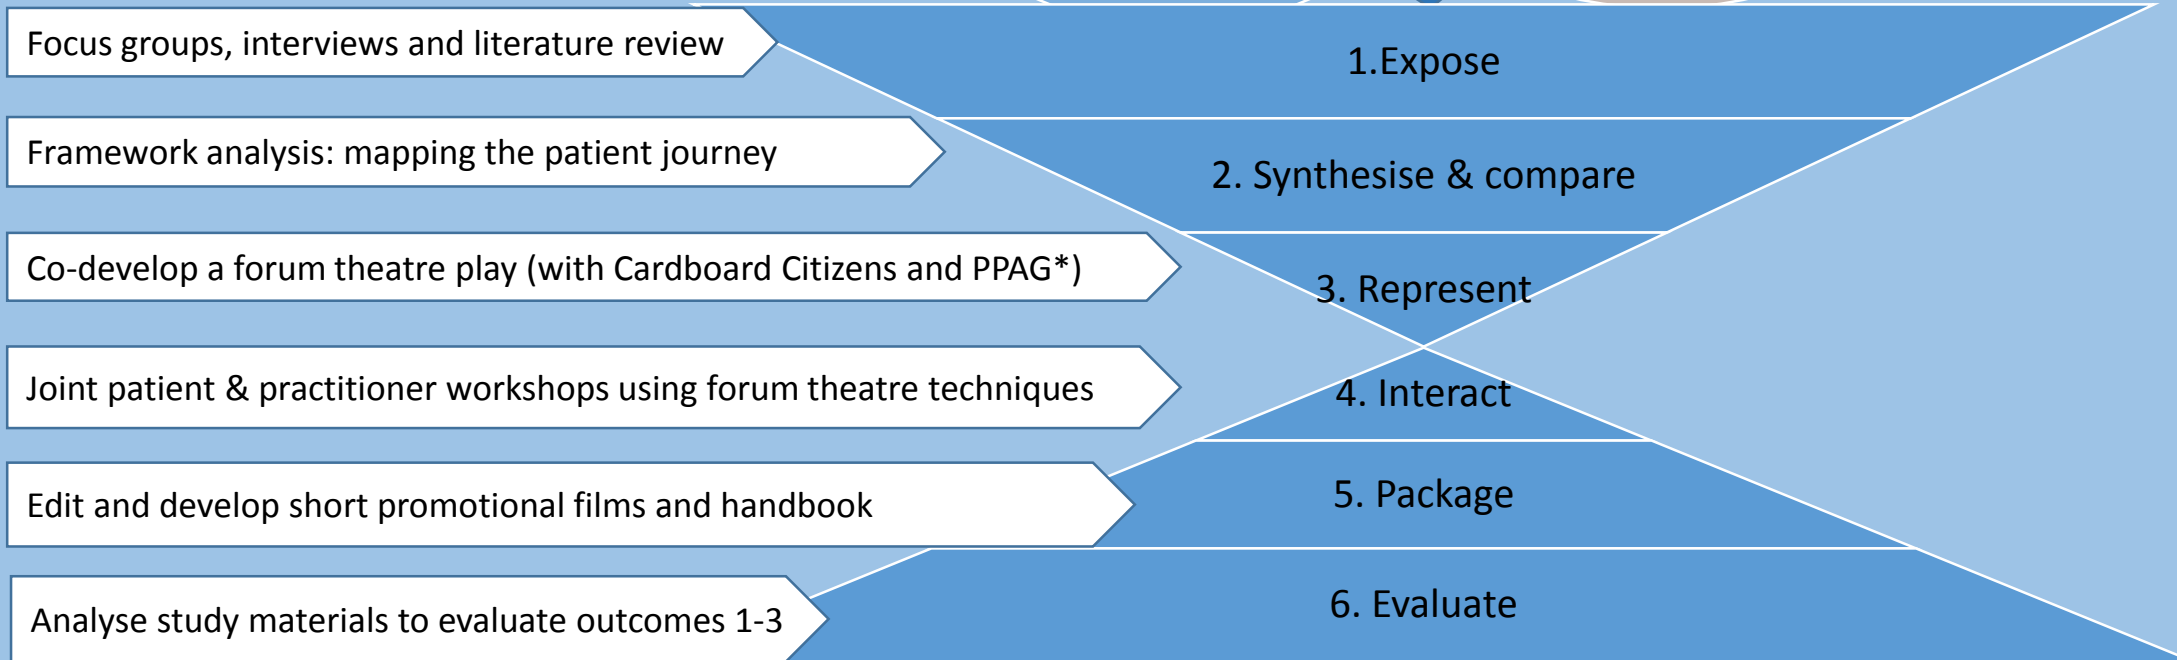 Focus groups, interviews and literature review
1.Expose
Framework analysis: mapping the patient journey
2. Synthesise & compare
Co-develop a forum theatre play (with Cardboard Citizens and PPAG*)
3. Represent
Joint patient & practitioner workshops using forum theatre techniques
4. Interact
Edit and develop short promotional films and handbook
5. Package
Analyse study materials to evaluate outcomes 1-3
6. Evaluate